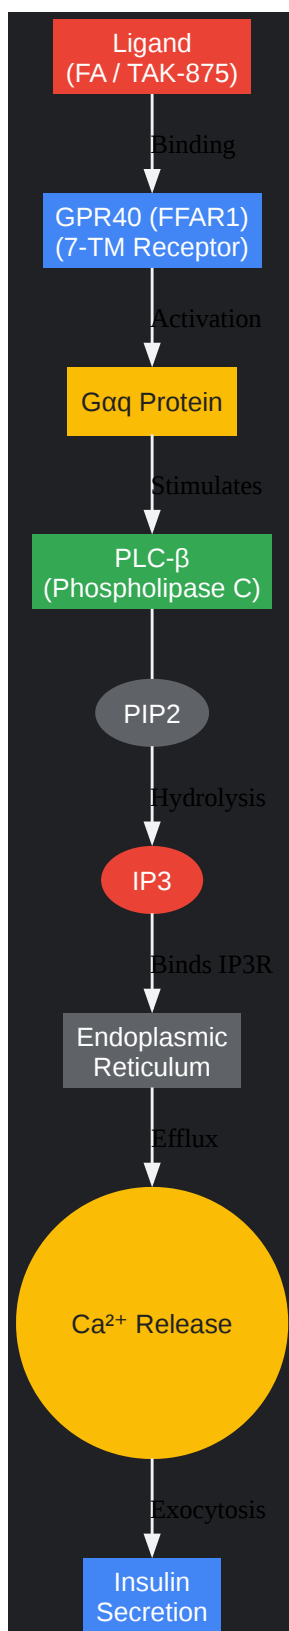 Ligand
(FA / TAK-875)
Binding
GPR40 (FFAR1)
(7-TM Receptor)
Activation
Gαq Protein
Stimulates
PLC-β
(Phospholipase C)
PIP2
Hydrolysis
IP3
Binds IP3R
Endoplasmic
Reticulum
Efflux
Ca²⁺ Release
Exocytosis
Insulin
Secretion